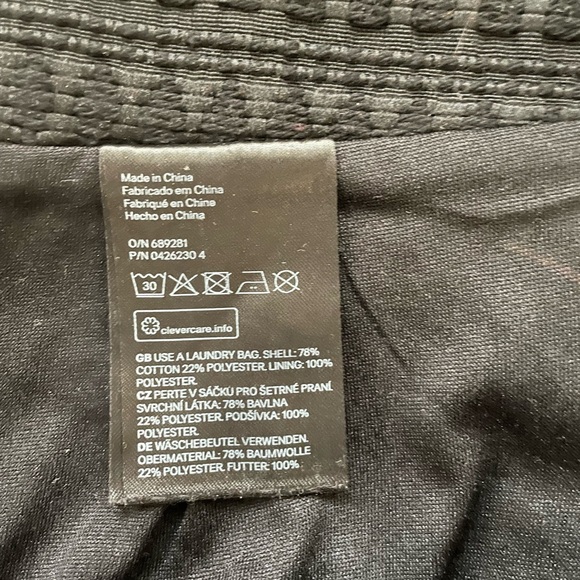 Made in China
Fabricado em China
Fabriqué en Chine
Hecho en China
O/N 689281
P/N 0426230 4
30
clevercare.info
GB USE A LAUNDRY BAG. SHELL: 78%
COTTON 22% POLYESTER. LINING: 100%
POLYESTER.
CZ PERTE V SÁČKU PRO ŠETRNÉ PRANÍ.
SVRCHNÍ LÁTKA: 78% BAVLNA
22% POLYESTER. PODŠÍVKA: 100%
POLYESTER.
DE WÄSCHEBEUTEL VERWENDEN.
OBERMATERIAL: 78% BAUMWOLLE
22% POLYESTER. FUTTER: 100%